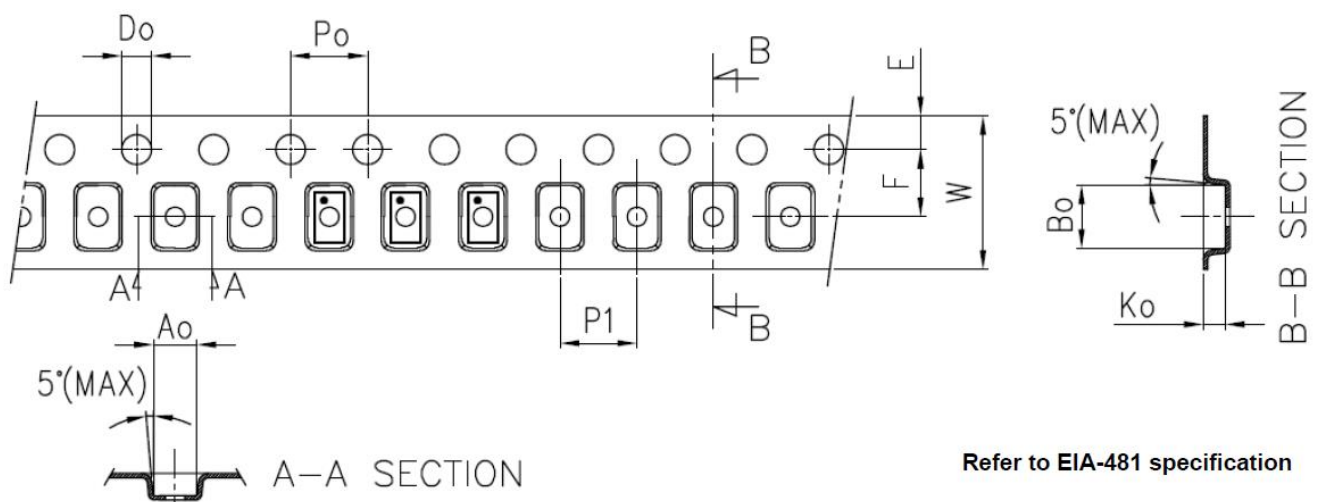 Do
Po
B
E
5°(MAX)
F
W
Bo
B-B SECTION
A
A
P1
B
Ko
Ao
5°(MAX)
A-A SECTION
Refer to EIA-481 specification